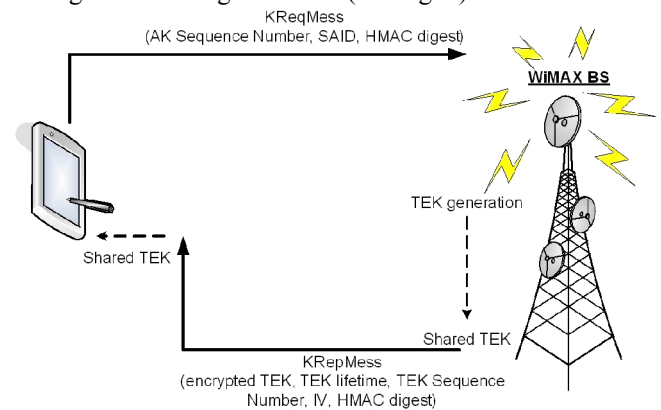 KReqMess
(AK Sequence Number, SAID, HMAC digest)
WiMAX BS
TEK generation
Shared TEK
Shared TEK
KRepMess
(encrypted TEK, TEK lifetime, TEK Sequence
Number, IV, HMAC digest)